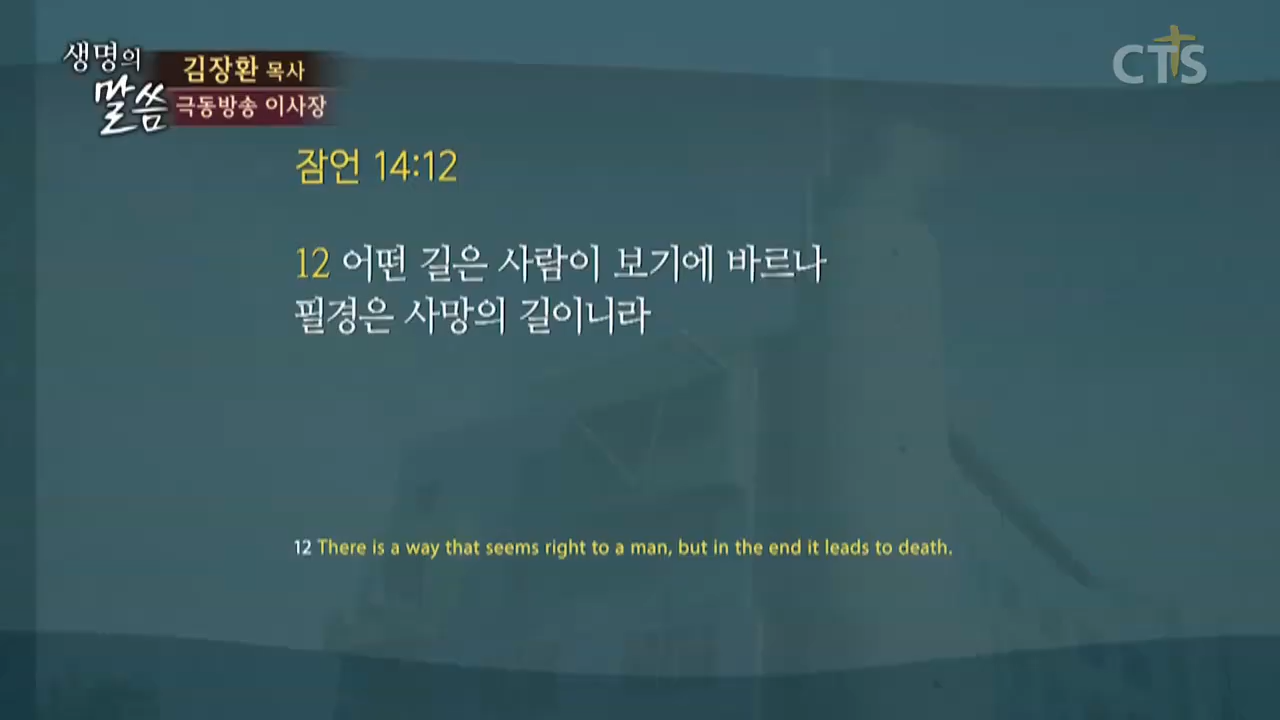 생명의
말씀
김장환 목사
극동방송 이사장
CTS
잠언 14:12
12 어떤 길은 사람이 보기에 바르나
필경은 사망의 길이니라
12 There is a way that seems right to a man, but in the end it leads to death.